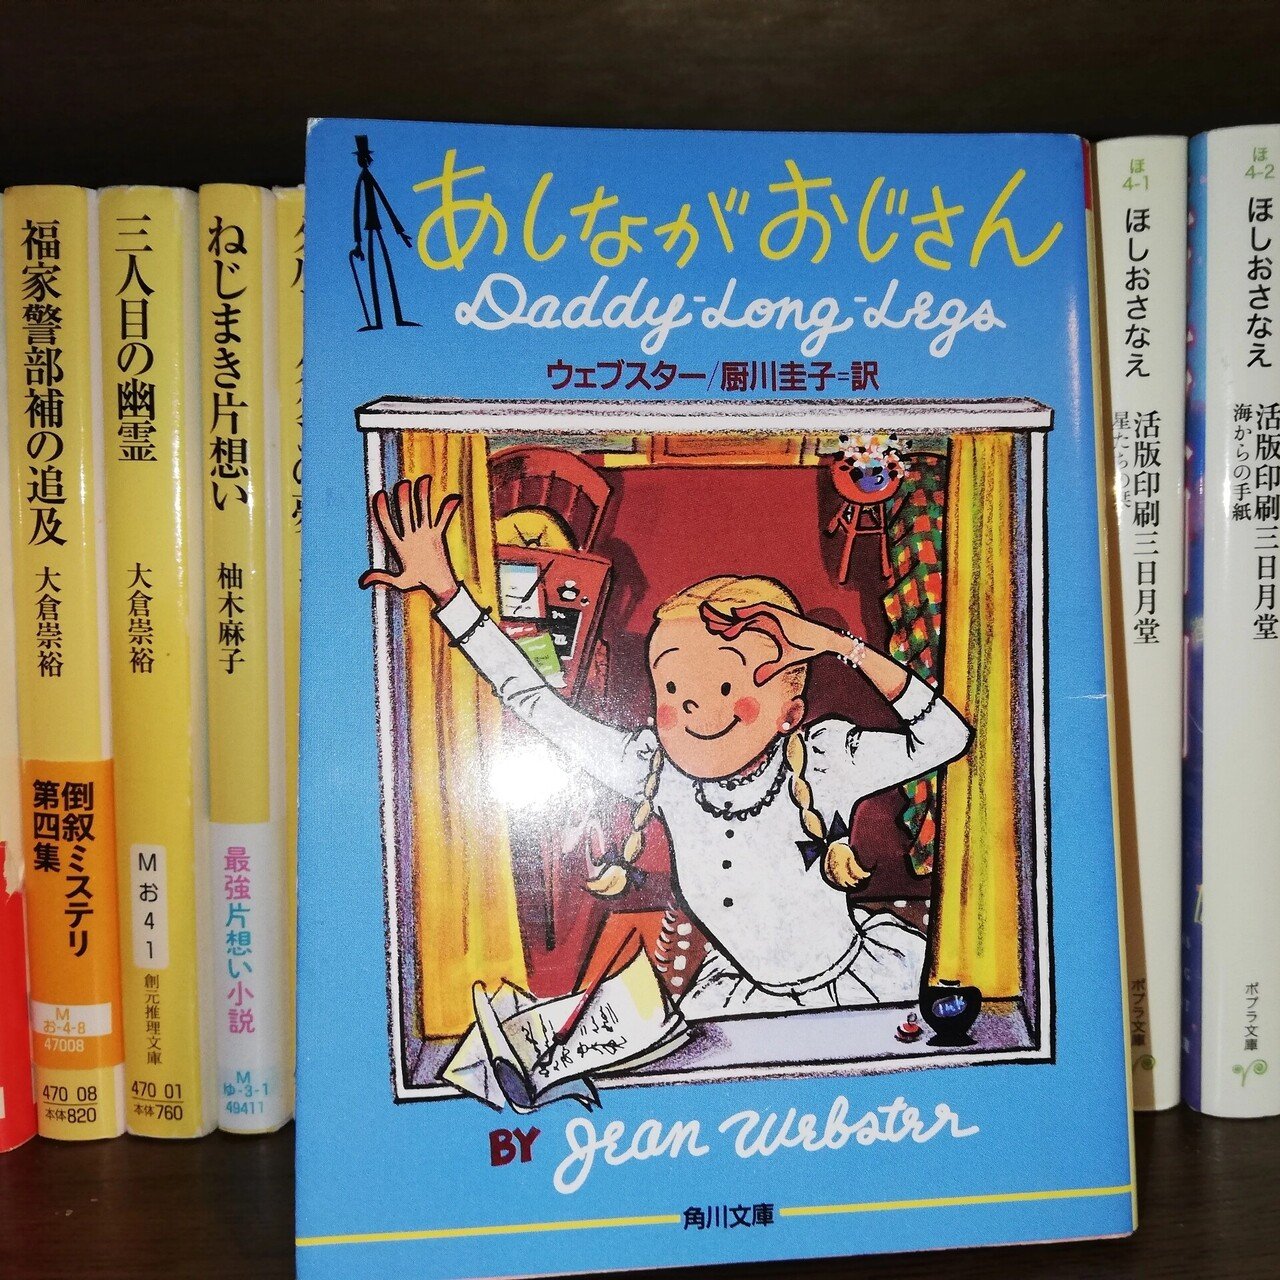 福家警部補の追及 大倉崇裕
倒叙ミステリ
第四集
M
お-4-8
47008
470 08
本体820
三人目の幽霊 大倉崇裕
M
お
4
1
創元推理文庫
470 01
本体760
ねじまき片想い 柚木麻子
最強片想い小説
M
ゆ-3-1
49411
あしながおじさん
Daddy-Long-Legs
ウェブスター/厨川圭子=訳
Ink
BY Jean Webster
角川文庫
ほ
4-1
ほしおさなえ 活版印刷三日月堂
星たちの栞
ポプラ文庫
ほ
4-2
ほしおさなえ 活版印刷三日月堂
海からの手紙
ポプラ文庫